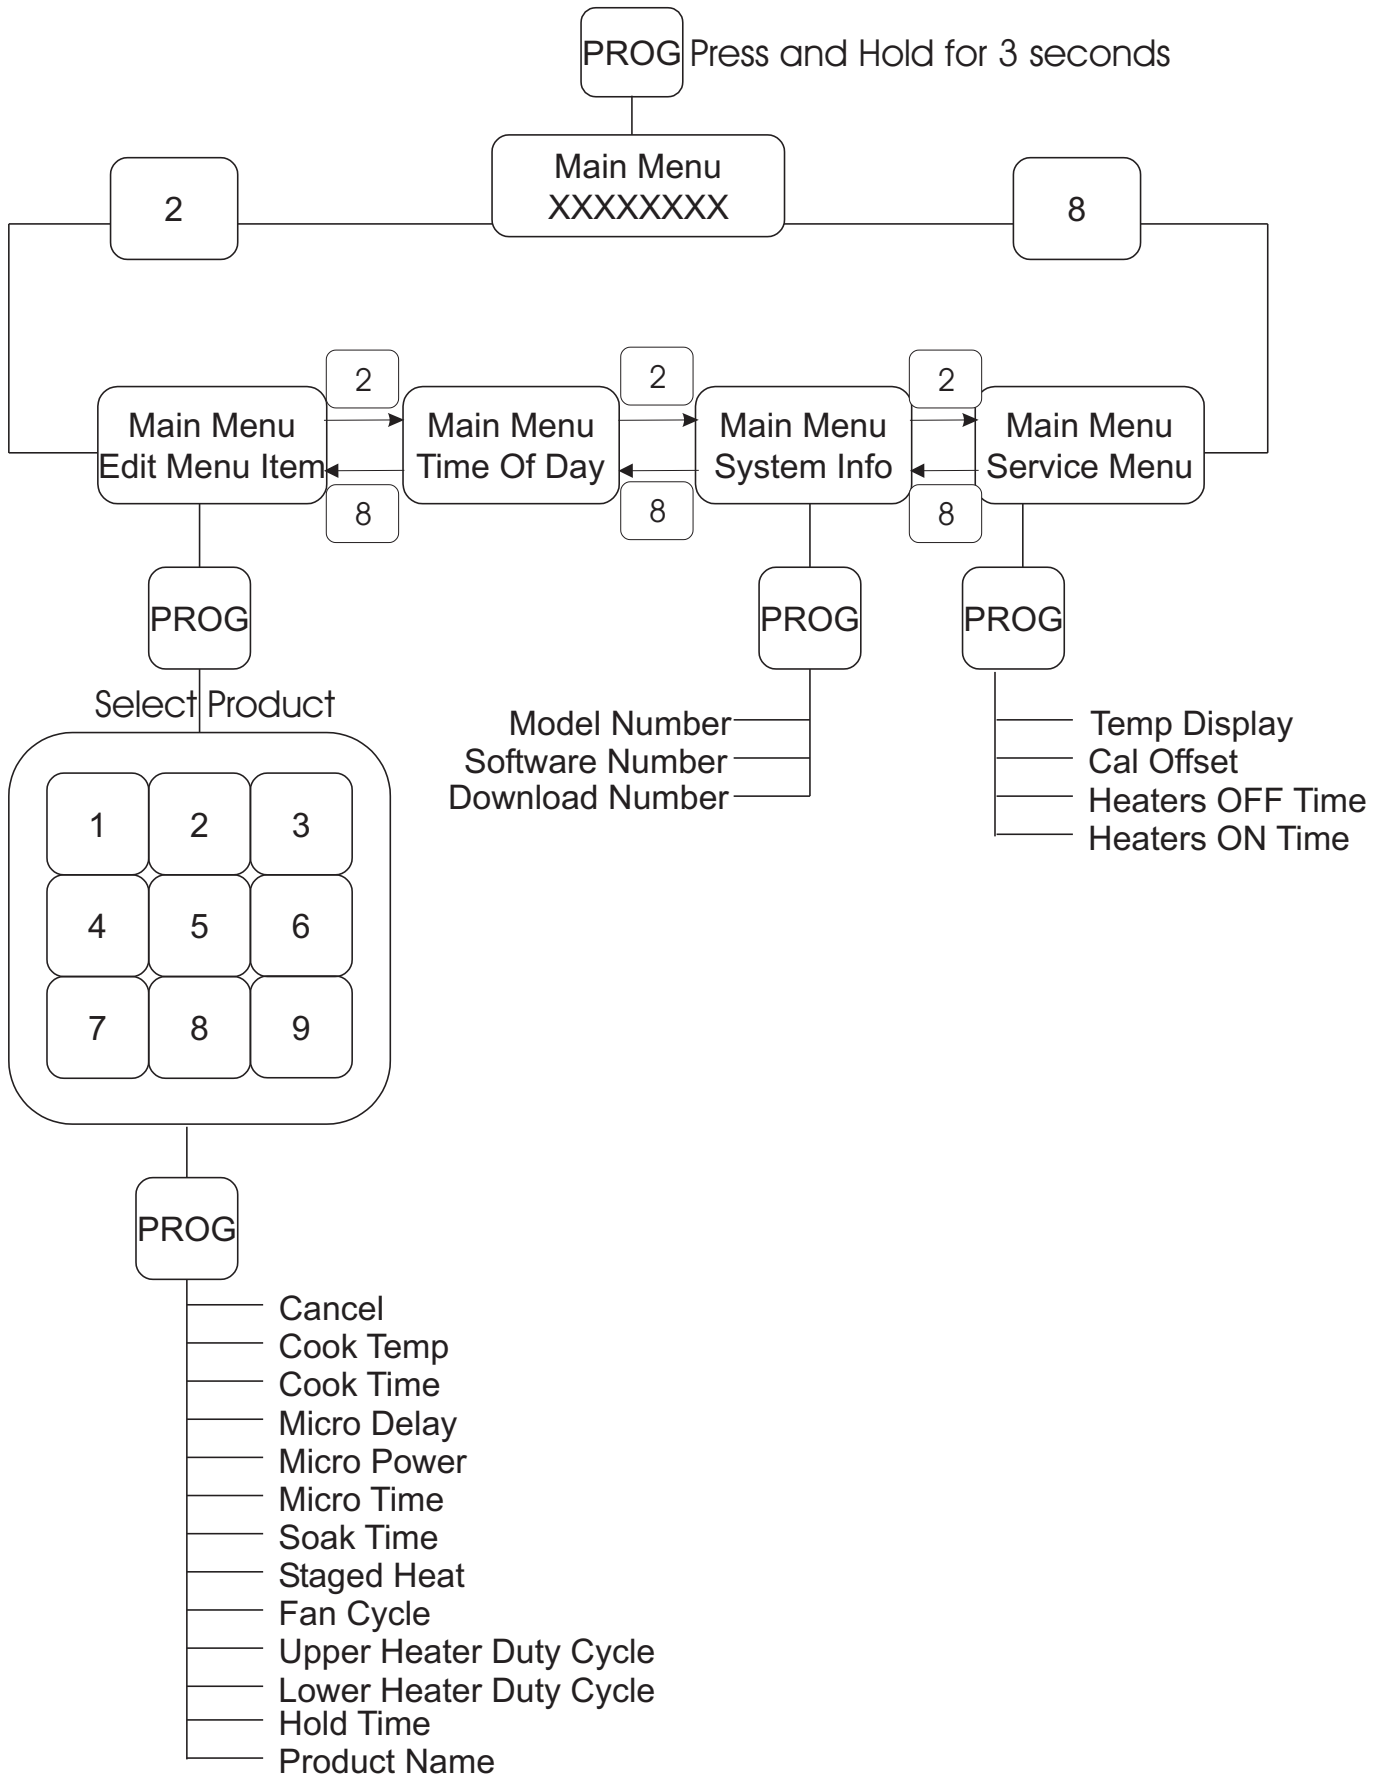 PROG Press and Hold for 3 seconds
Main Menu
XXXXXXXX
2
8
2
2
2
Main Menu
Edit Menu Item
Main Menu
Time Of Day
Main Menu
System Info
Main Menu
Service Menu
8
8
8
PROG
PROG
PROG
Select Product
Model Number
Software Number
Download Number
Temp Display
Cal Offset
Heaters OFF Time
Heaters ON Time
1 2 3
4 5 6
7 8 9
PROG
Cancel
Cook Temp
Cook Time
Micro Delay
Micro Power
Micro Time
Soak Time
Staged Heat
Fan Cycle
Upper Heater Duty Cycle
Lower Heater Duty Cycle
Hold Time
Product Name